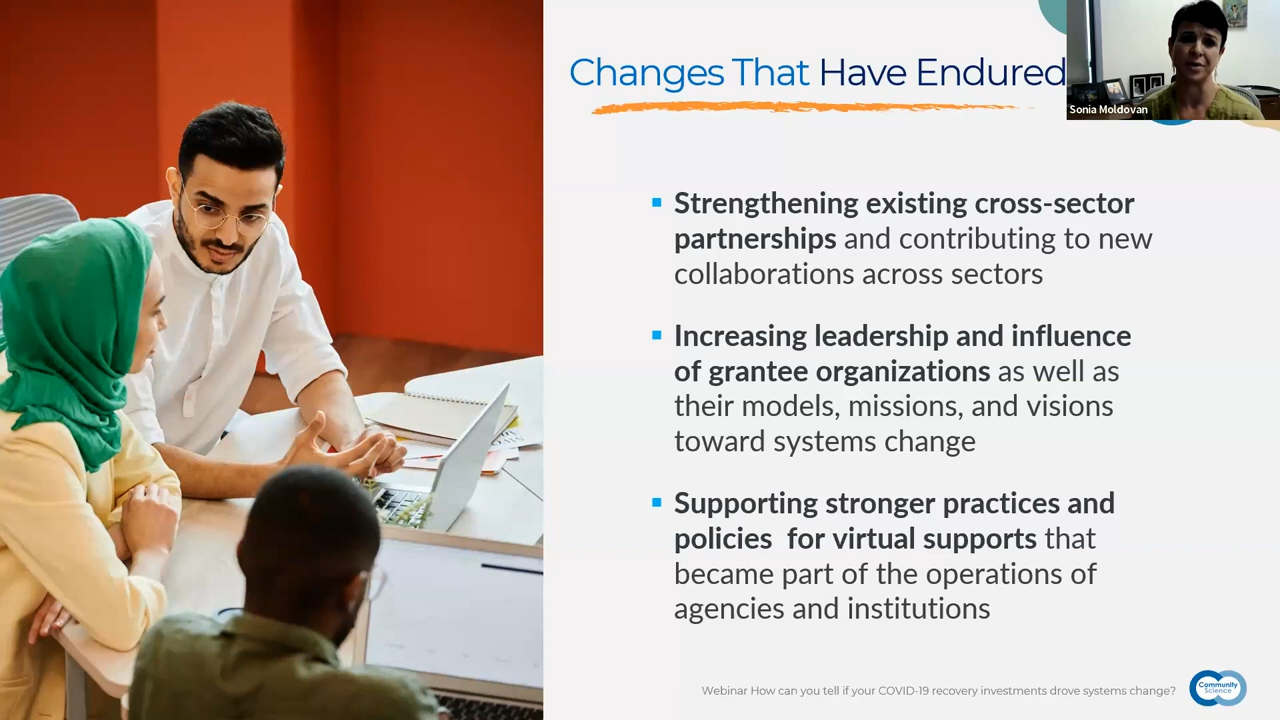 Changes That Have Endured
Sonia Moldovan
Strengthening existing cross-sector
partnerships and contributing to new
collaborations across sectors
Increasing leadership and influence
of grantee organizations as well as
their models, missions, and visions
toward systems change
Supporting stronger practices and
policies  for virtual supports that
became part of the operations of
agencies and institutions
Webinar How can you tell if your COVID-19 recovery investments drove systems change?
Community
Science